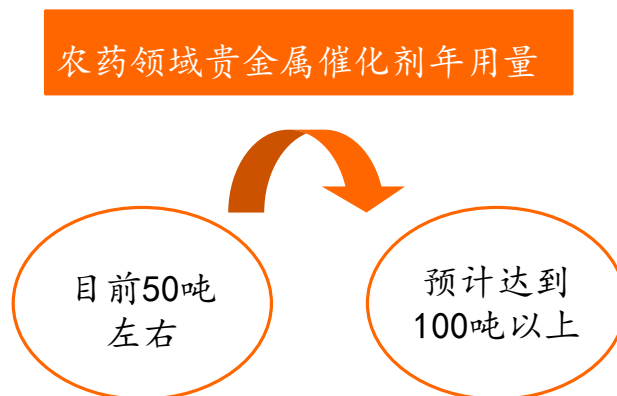 农药领域贵金属催化剂年用量
目前50吨
左右
预计达到
100吨以上